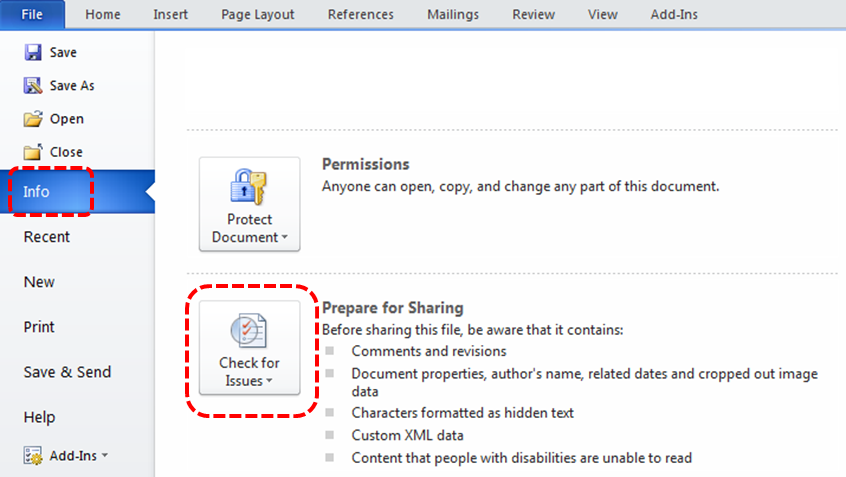 File Home Insert Page Layout References Mailings Review View Add-Ins
Save
Save As
Open
Close
Info
Recent
New
Print
Save & Send
Help
Add-Ins
Protect
Document
Permissions
Anyone can open, copy, and change any part of this document.
Check for
Issues
Prepare for Sharing
Before sharing this file, be aware that it contains:
Comments and revisions
Document properties, author's name, related dates and cropped out image
data
Characters formatted as hidden text
Custom XML data
Content that people with disabilities are unable to read